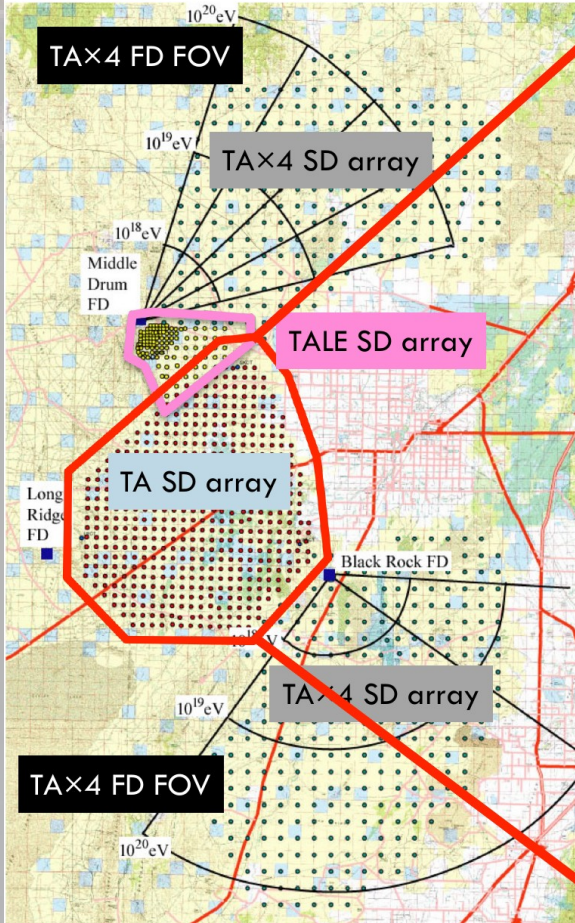 10²⁰eV
TA×4 FD FOV
10¹⁹eV
TA×4 SD array
10¹⁸eV
Middle
Drum
FD
TALE SD array
TA SD array
Long
Ridge
FD
Black Rock FD
TA×4 SD array
10¹⁹eV
TA×4 FD FOV
10²⁰eV